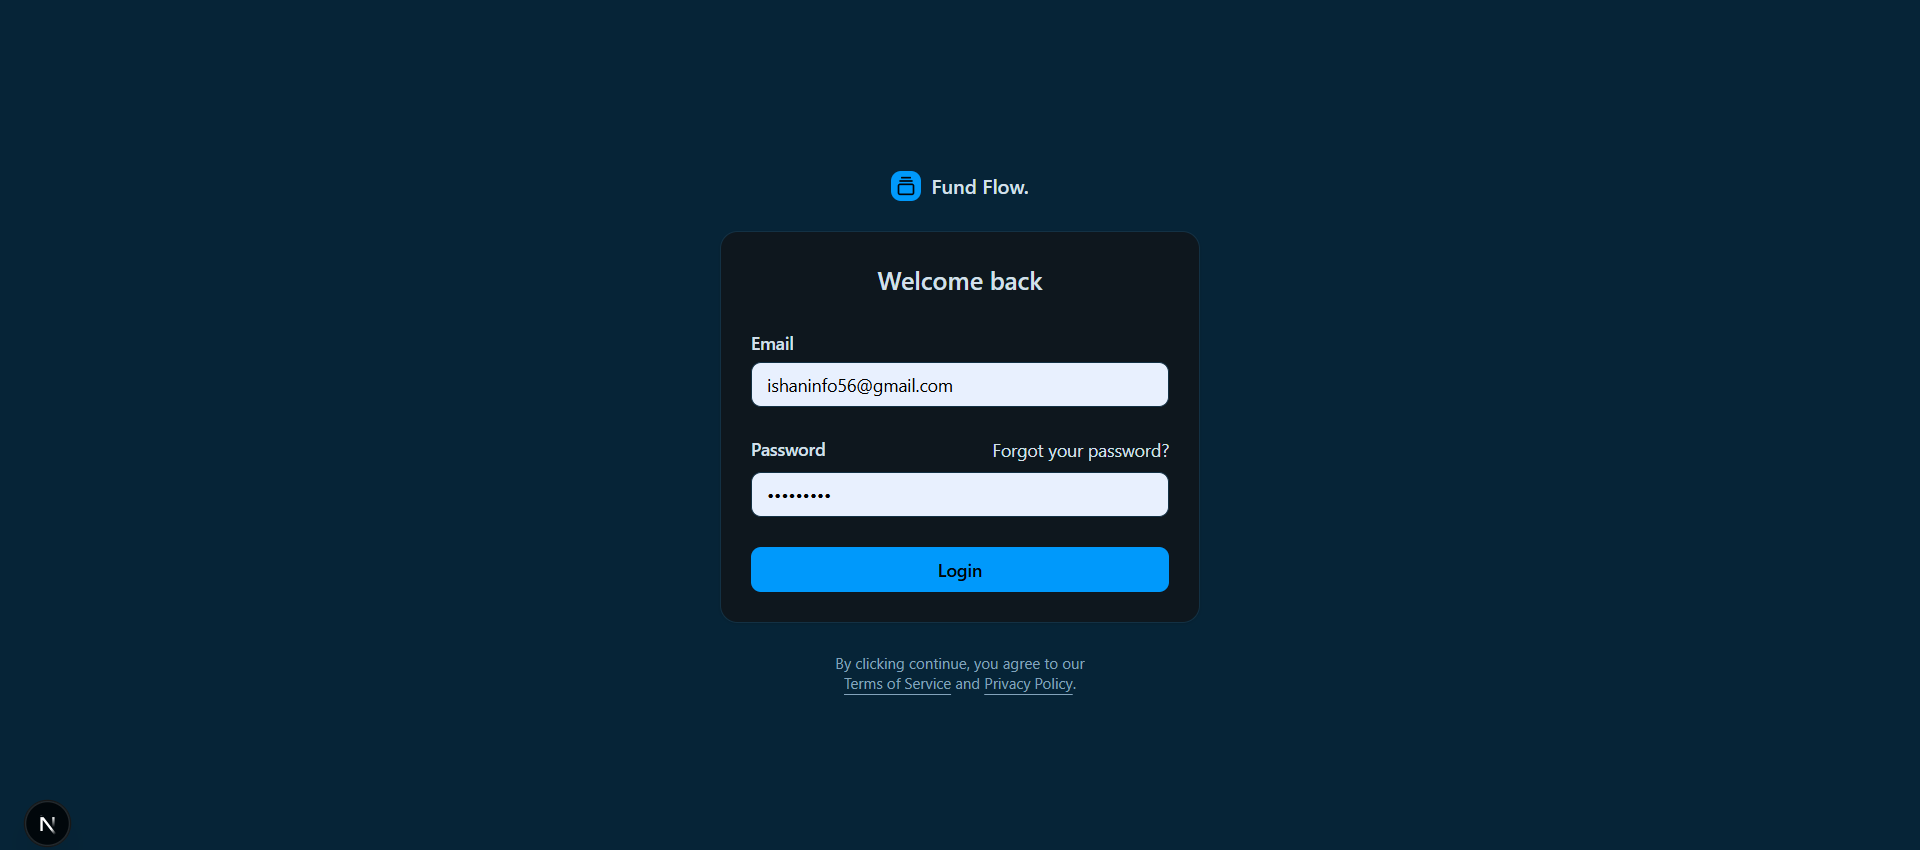 Fund Flow.
Welcome back
Email
ishaninfo56@gmail.com
Password Forgot your password?
•••••••••
Login
By clicking continue, you agree to our
Terms of Service and Privacy Policy.
N